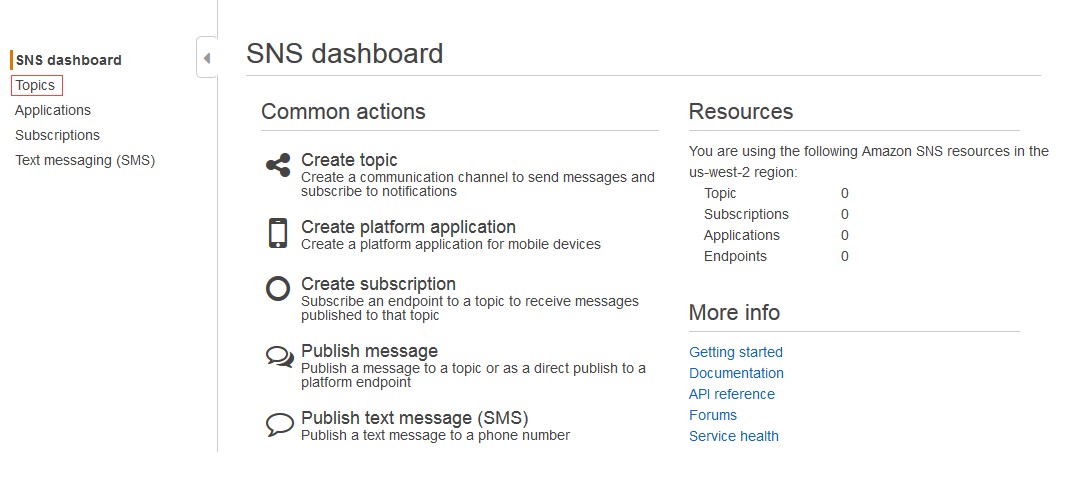 SNS dashboard
Topics
Applications
Subscriptions
Text messaging (SMS)
SNS dashboard
Common actions
Create topic
Create a communication channel to send messages and
subscribe to notifications
Create platform application
Create a platform application for mobile devices
Create subscription
Subscribe an endpoint to a topic to receive messages
published to that topic
Publish message
Publish a message to a topic or as a direct publish to a
platform endpoint
Publish text message (SMS)
Publish a text message to a phone number
Resources
You are using the following Amazon SNS resources in the
us-west-2 region:
Topic 0
Subscriptions 0
Applications 0
Endpoints 0
More info
Getting started
Documentation
API reference
Forums
Service health